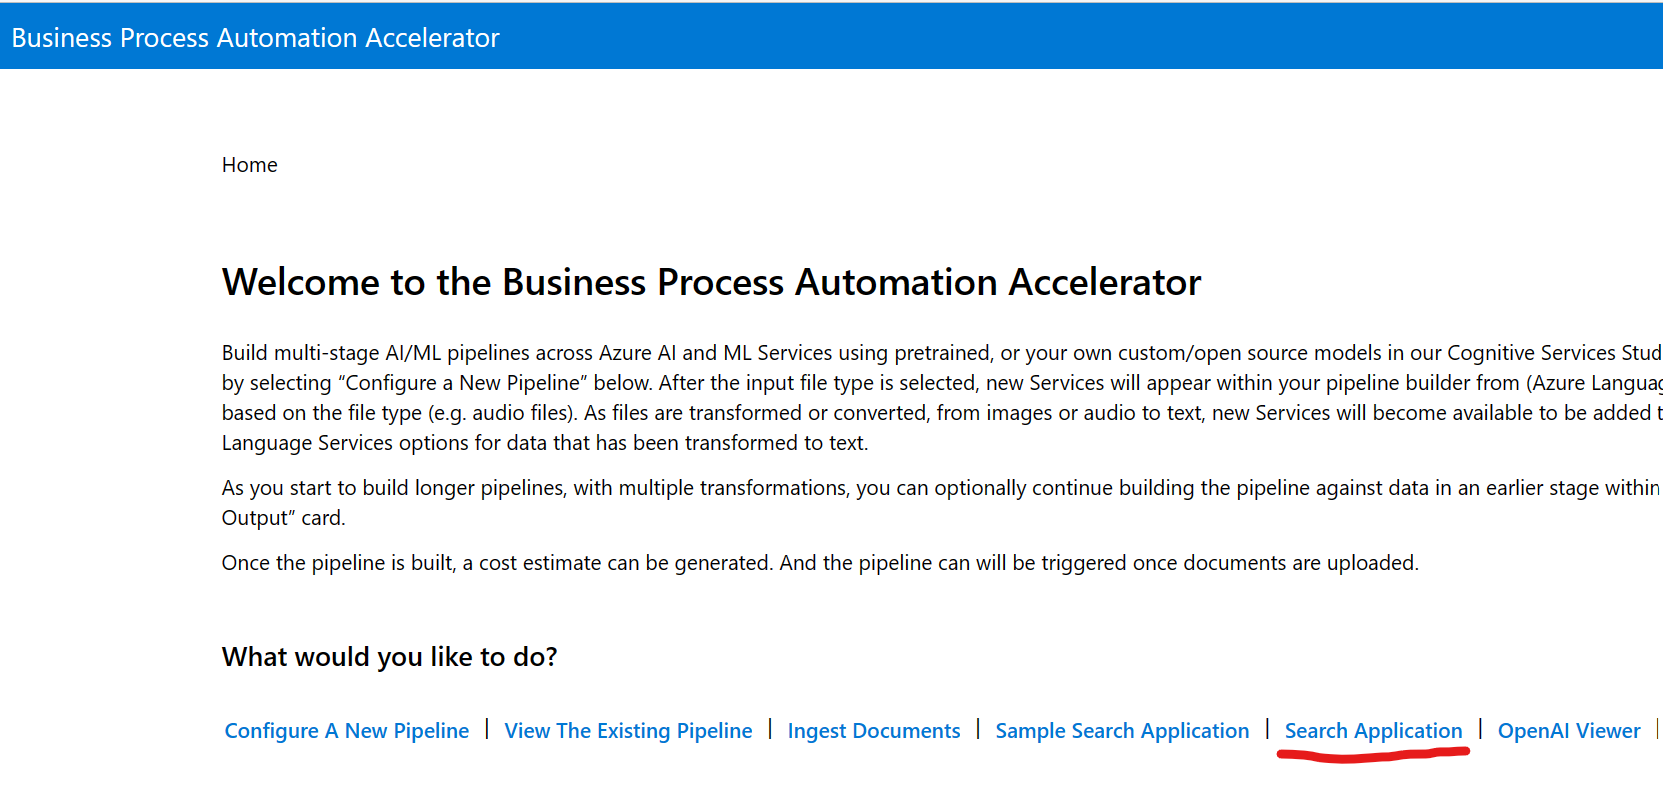 Business Process Automation Accelerator
Home
Welcome to the Business Process Automation Accelerator
Build multi-stage AI/ML pipelines across Azure AI and ML Services using pretrained, or your own custom/open source models in our Cognitive Services Stud
by selecting “Configure a New Pipeline” below. After the input file type is selected, new Services will appear within your pipeline builder from (Azure Languag
based on the file type (e.g. audio files). As files are transformed or converted, from images or audio to text, new Services will become available to be added t
Language Services options for data that has been transformed to text.
As you start to build longer pipelines, with multiple transformations, you can optionally continue building the pipeline against data in an earlier stage within
Output” card.
Once the pipeline is built, a cost estimate can be generated. And the pipeline can will be triggered once documents are uploaded.
What would you like to do?
Configure A New Pipeline | View The Existing Pipeline | Ingest Documents | Sample Search Application | Search Application | OpenAI Viewer |